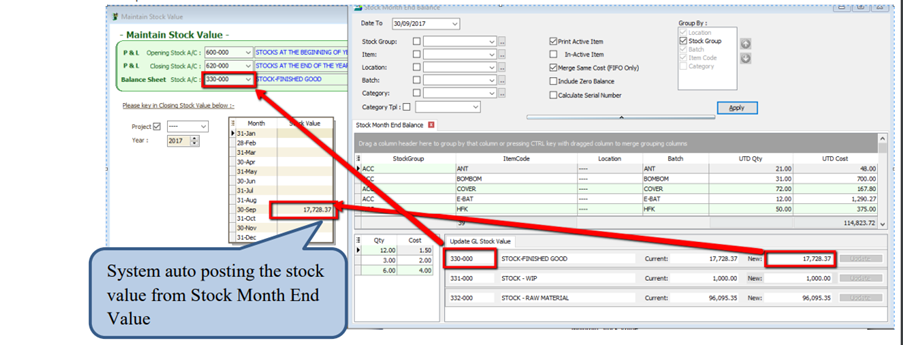 Maintain Stock Value
- Maintain Stock Value -
P & L Opening Stock A/C : 600-000 STOCKS AT THE BEGINNING OF YE
P & L Closing Stock A/C : 620-000 STOCKS AT THE END OF THE YEAR
Balance Sheet Stock A/C : 330-000 STOCK-FINISHED GOOD
Please key in Closing Stock Value below :-
Project ----
Year : 2017
Month Stock Value
31-Jan
28-Feb
31-Mar
30-Apr
31-May
30-Jun
31-Jul
31-Aug
30-Sep 17,728.37
31-Oct
30-Nov
31-Dec
System auto posting the stock
value from Stock Month End
Value
Stock Month End Balance
Date To 30/09/2017
Stock Group:
Item:
Location:
Batch:
Category:
Category Tpl :
Print Active Item
In-Active Item
Merge Same Cost (FIFO Only)
Include Zero Balance
Calculate Serial Number
Group By :
Location
Stock Group
Batch
Item Code
Category
Apply
Stock Month End Balance
Drag a column header here to group by that column or pressing CTRL key with dragged column to merge grouping columns
StockGroup ItemCode Location Batch UTD Qty UTD Cost
ACC ANT ---- ANT 21.00 48.00
ACC BOMBOM ---- BOMBOM 31.00 700.00
ACC COVER ---- COVER 72.00 167.80
ACC E-BAT ---- E-BAT 12.00 1,290.27
HFK ---- HFK 50.00 375.00
39 114,823.72
Qty Cost
12.00 1.50
3.00 2.00
6.00 4.00
Update GL Stock Value
330-000 STOCK-FINISHED GOOD Current: 17,728.37 New: 17,728.37
331-000 STOCK - WIP Current: 1,000.00 New: 1,000.00
332-000 STOCK - RAW MATERIAL Current: 96,095.35 New: 96,095.35